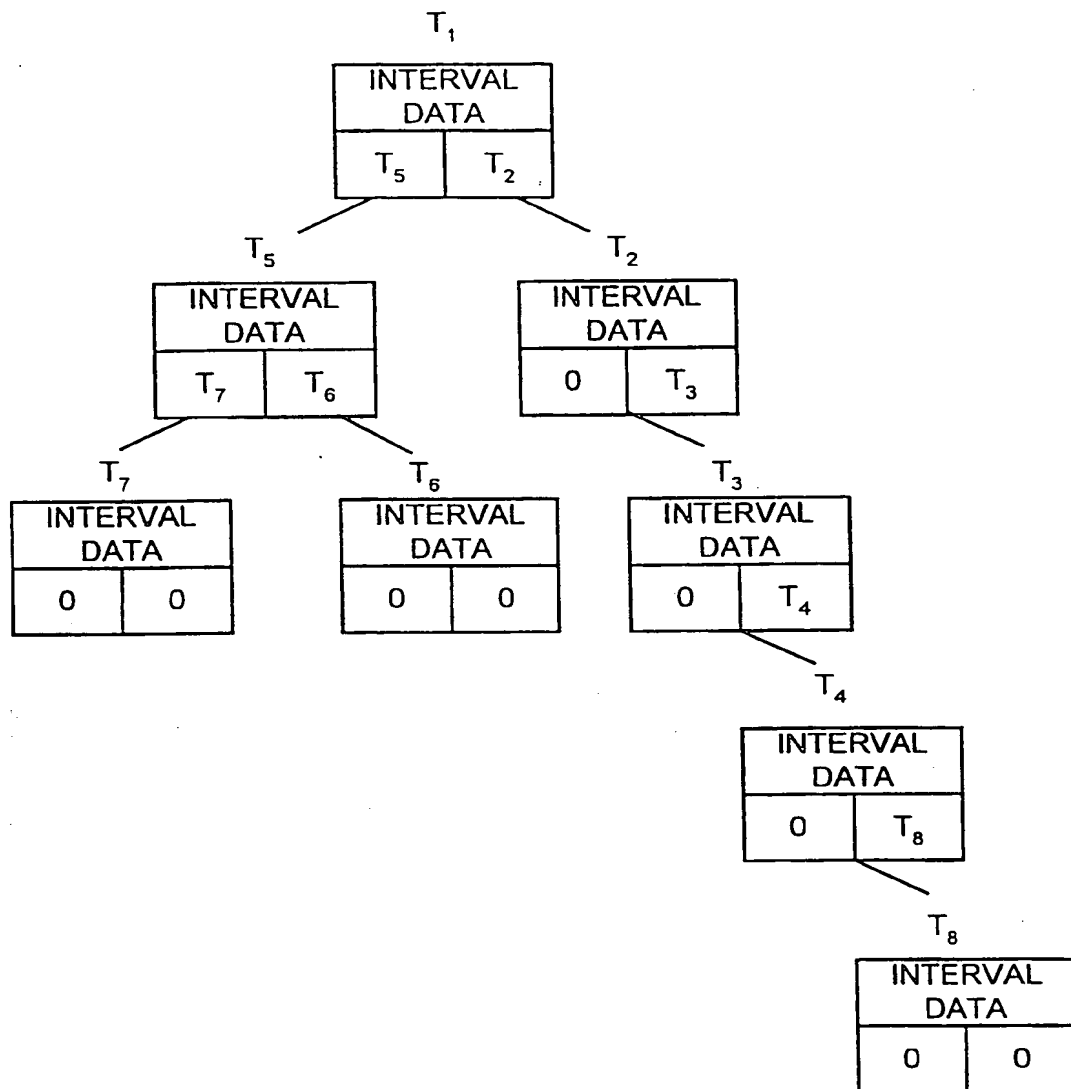 T₁
INTERVAL
DATA
T₅ T₂
T₅ T₂
INTERVAL
DATA
T₇ T₆
INTERVAL
DATA
0 T₃
T₇ T₆ T₃
INTERVAL
DATA
0 0
INTERVAL
DATA
0 0
INTERVAL
DATA
0 T₄
T₄
INTERVAL
DATA
0 T₈
T₈
INTERVAL
DATA
0 0